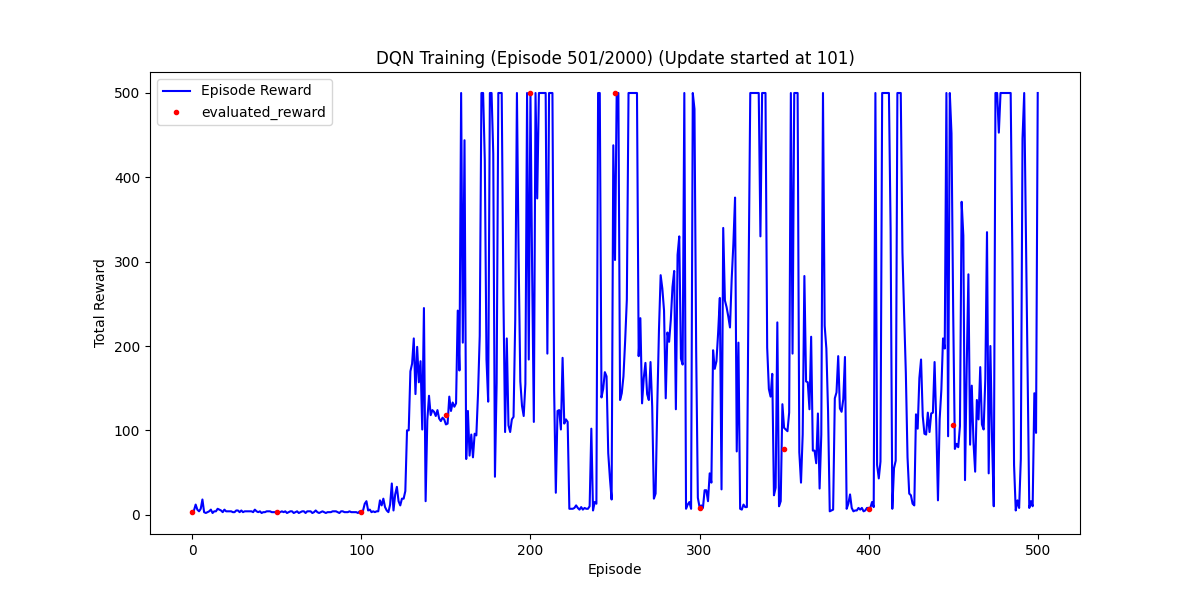 DQN Training (Episode 501/2000) (Update started at 101)
Episode Reward
evaluated_reward
500
400
300
200
100
0
Total Reward
0 100 200 300 400 500
Episode